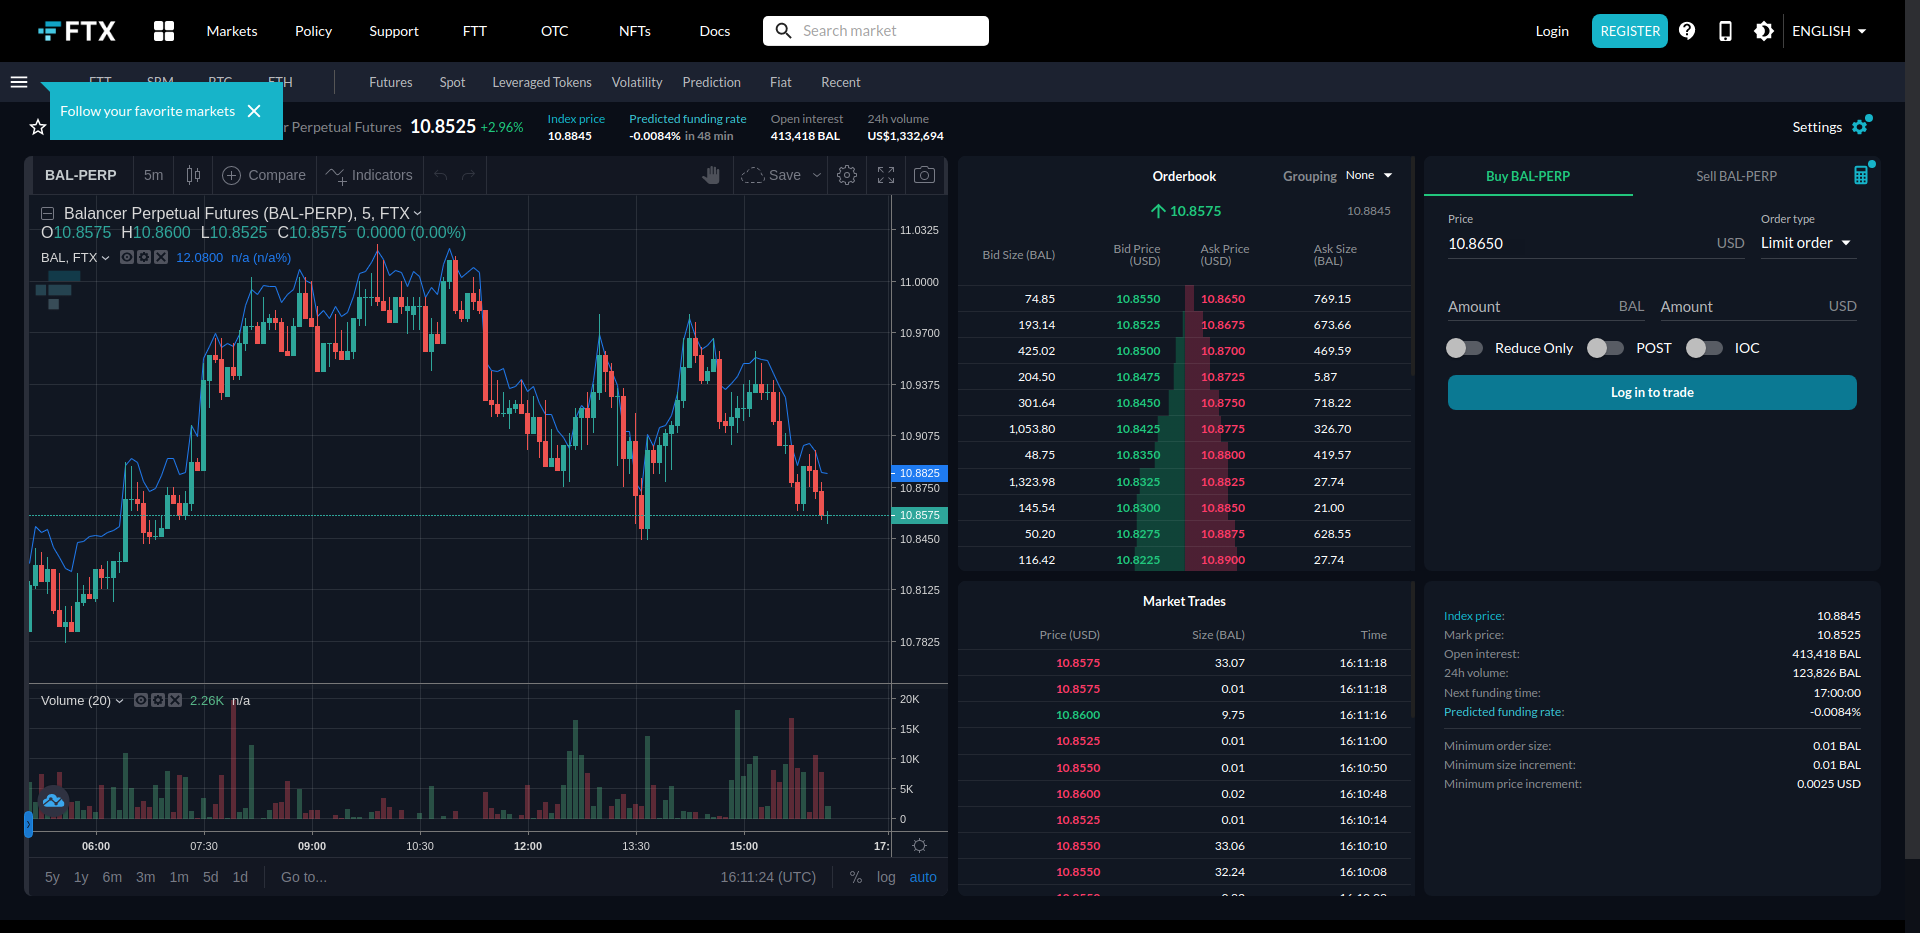 FTX Markets Policy Support FTT OTC NFTs Docs Search market Login REGISTER ENGLISH
FTT SRM BTC ETH Futures Spot Leveraged Tokens Volatility Prediction Fiat Recent
Follow your favorite markets
r Perpetual Futures 10.8525 +2.96%
Index price
10.8845
Predicted funding rate
-0.0084% in 48 min
Open interest
413,418 BAL
24h volume
US$1,332,694
Settings
BAL-PERP 5m Compare Indicators Save
Balancer Perpetual Futures (BAL-PERP), 5, FTX
O10.8575 H10.8600 L10.8525 C10.8575 0.0000 (0.00%)
BAL, FTX 12.0800 n/a (n/a%)
11.0325
11.0000
10.9700
10.9375
10.9075
10.8825
10.8750
10.8575
10.8450
10.8125
10.7825
Volume (20) 2.26K n/a
20K
15K
10K
5K
0
06:00 07:30 09:00 10:30 12:00 13:30 15:00 17:
5y 1y 6m 3m 1m 5d 1d Go to... 16:11:24 (UTC) % log auto
Orderbook Grouping None
10.8575 10.8845
Bid Size (BAL) Bid Price (USD) Ask Price (USD) Ask Size (BAL)
74.85 10.8550 10.8650 769.15
193.14 10.8525 10.8675 673.66
425.02 10.8500 10.8700 469.59
204.50 10.8475 10.8725 5.87
301.64 10.8450 10.8750 718.22
1,053.80 10.8425 10.8775 326.70
48.75 10.8350 10.8800 419.57
1,323.98 10.8325 10.8825 27.74
145.54 10.8300 10.8850 21.00
50.20 10.8275 10.8875 628.55
116.42 10.8225 10.8900 27.74
Market Trades
Price (USD) Size (BAL) Time
10.8575 33.07 16:11:18
10.8575 0.01 16:11:18
10.8600 9.75 16:11:16
10.8525 0.01 16:11:00
10.8550 0.01 16:10:50
10.8600 0.02 16:10:48
10.8525 0.01 16:10:14
10.8550 33.06 16:10:10
10.8550 32.24 16:10:08
Buy BAL-PERP Sell BAL-PERP
Price Order type
10.8650 USD Limit order
Amount BAL Amount USD
Reduce Only POST IOC
Log in to trade
Index price: 10.8845
Mark price: 10.8525
Open interest: 413,418 BAL
24h volume: 123,826 BAL
Next funding time: 17:00:00
Predicted funding rate: -0.0084%
Minimum order size: 0.01 BAL
Minimum size increment: 0.01 BAL
Minimum price increment: 0.0025 USD